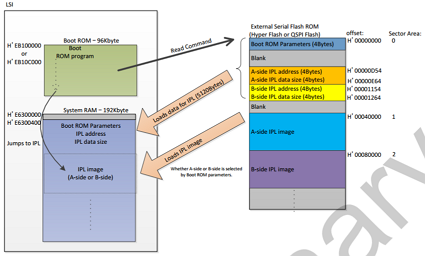 LSI
H' EB100000
or
H' EB10C000
Boot ROM – 96Kbyte
Boot
ROM program
Read Command
System RAM – 192Kbyte
H' E6300000
H' E6300400
Jumps to IPL
Boot ROM Parameters
IPL address
IPL data size
IPL image
(A-side or B-side)
Loads data for IPL (5120Bytes)
Loads IPL image
Whether A-side or B-side is selected
by Boot ROM parameters.
External Serial Flash ROM
(Hyper Flash or QSPI Flash)
offset:
Sector Area:
Boot ROM Parameters (4Bytes)
H' 00000000
0
Blank
A-side IPL address (4Bytes)
H' 00000D54
A-side IPL data size (4Bytes)
H' 00000E64
B-side IPL address (4Bytes)
H' 00001154
B-side IPL data size (4Bytes)
H' 00001264
Blank
A-side IPL image
H' 00040000
1
B-side IPL image
H' 00080000
2